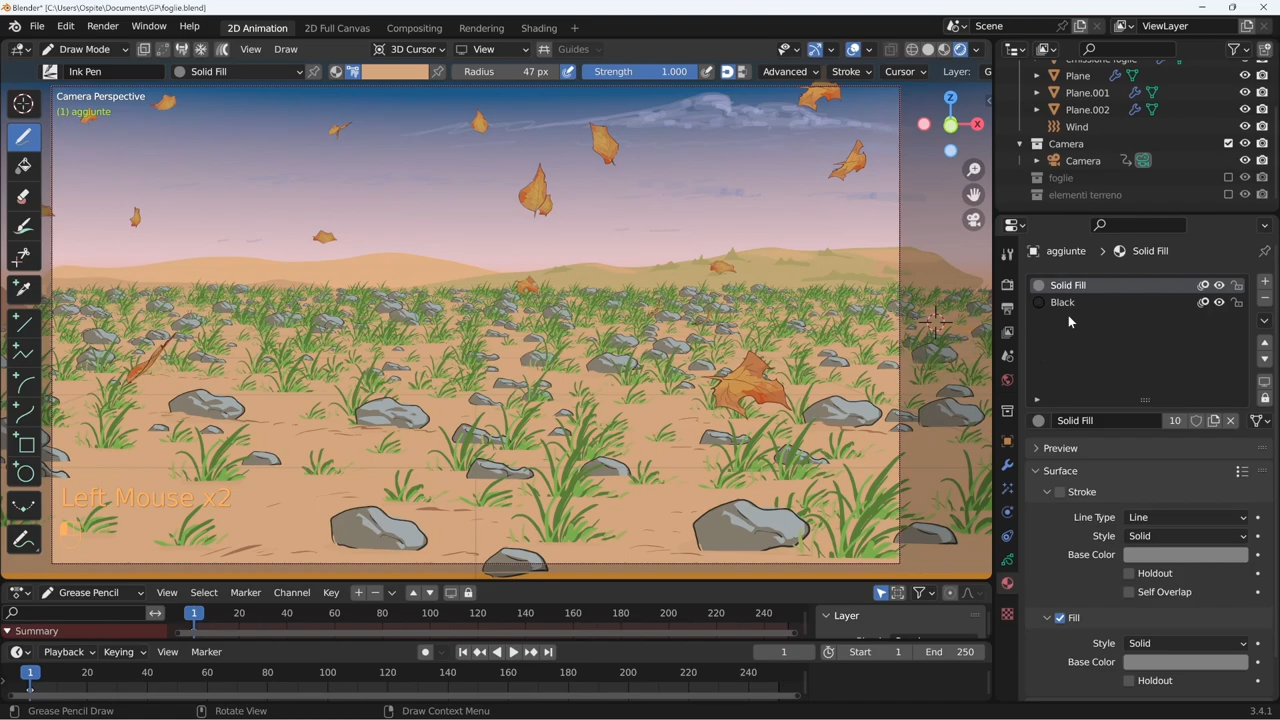 Blender* [C:\Users\Ospite\Documents\GP\foglie.blend]
File Edit Render Window Help 2D Animation 2D Full Canvas Compositing Rendering Shading Scene ViewLayer
Draw Mode View Draw 3D Cursor View Guides
Ink Pen Solid Fill Radius 47 px Strength 1.000 Advanced Stroke Cursor Layer: G
Camera Perspective
(1) aggiunte
Z
X
Left Mouse x2
Plane
Plane.001
Plane.002
Wind
Camera
Camera
foglie
elementi terreno
aggiunte > Solid Fill
Solid Fill
Black
Solid Fill 10
Preview
Surface
Stroke
Line Type Line
Style Solid
Base Color
Holdout
Self Overlap
Fill
Style Solid
Base Color
Holdout
Grease Pencil View Select Marker Channel Key
1 20 40 60 80 100 120 140 160 180 200 220 240
Layer
Summary
Playback Keying View Marker 1 Start 1 End 250
1 20 40 60 80 100 120 140 160 180 200 220 240
Grease Pencil Draw Rotate View Draw Context Menu 3.4.1